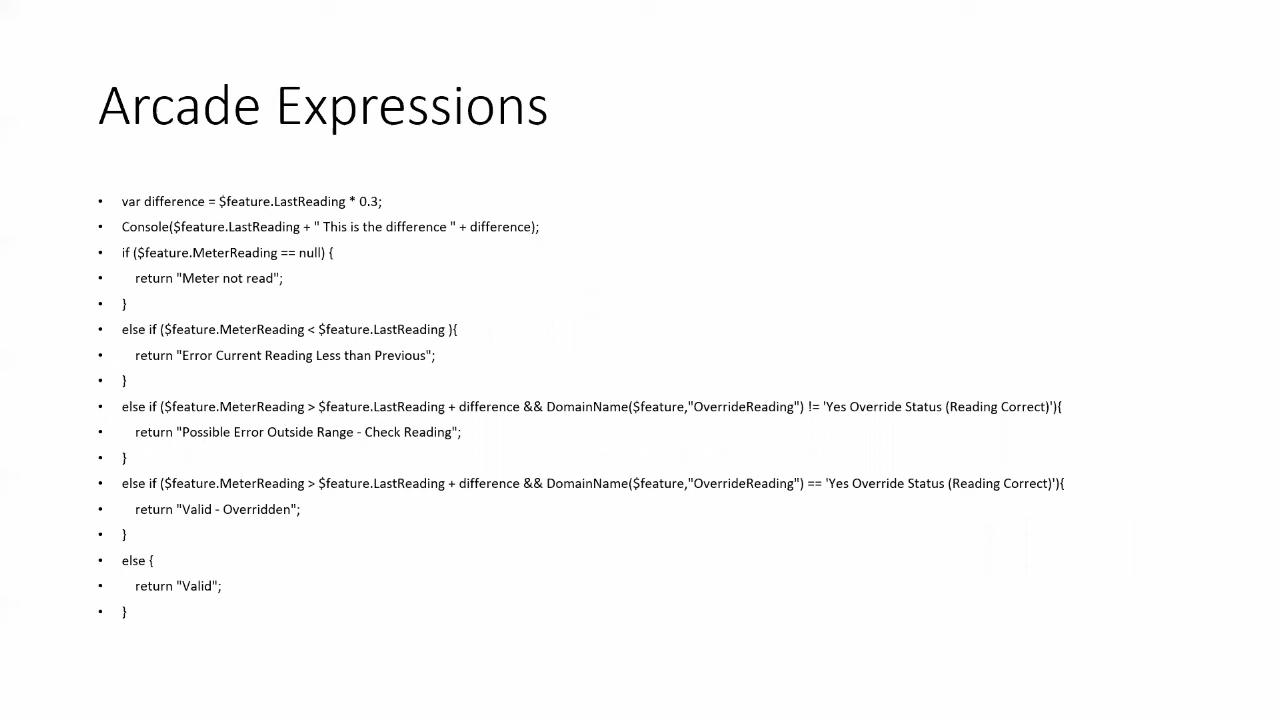 Arcade Expressions
• var difference = $feature.LastReading * 0.3;
• Console($feature.LastReading + " This is the difference " + difference);
• if ($feature.MeterReading == null) {
• return "Meter not read";
• }
• else if ($feature.MeterReading < $feature.LastReading ){
• return "Error Current Reading Less than Previous";
• }
• else if ($feature.MeterReading > $feature.LastReading + difference && DomainName($feature,"OverrideReading") != 'Yes Override Status (Reading Correct)'){
• return "Possible Error Outside Range - Check Reading";
• }
• else if ($feature.MeterReading > $feature.LastReading + difference && DomainName($feature,"OverrideReading") == 'Yes Override Status (Reading Correct)'){
• return "Valid - Overridden";
• }
• else {
• return "Valid";
• }